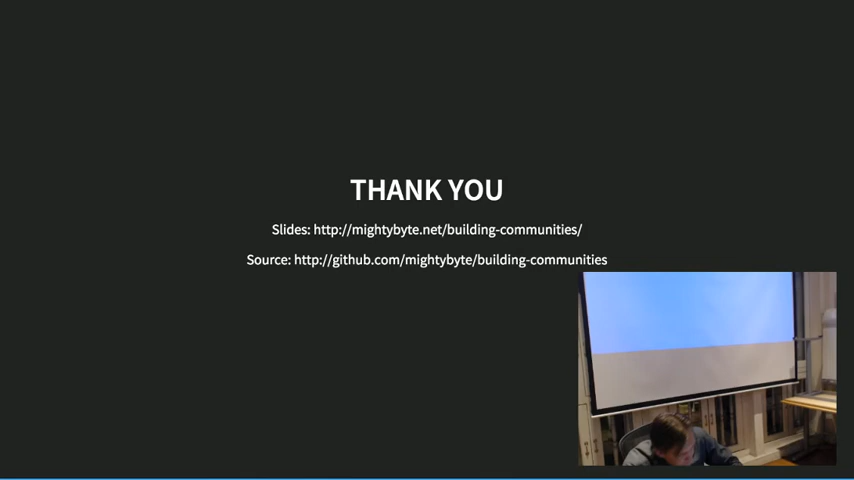 THANK YOU
Slides: http://mightybyte.net/building-communities/
Source: http://github.com/mightybyte/building-communities